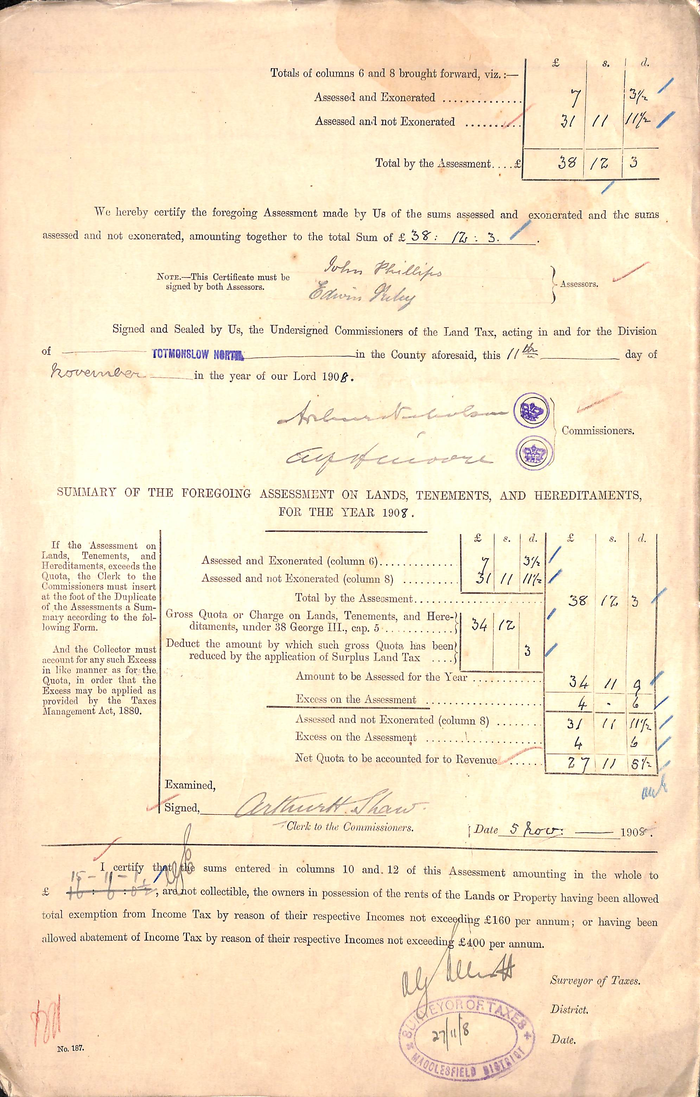 £ s. d.
Totals of columns 6 and 8 brought forward, viz.:—
Assessed and Exonerated 7 3½
Assessed and not Exonerated 31 11 11½
Total by the Assessment....£ 38 12 3
We hereby certify the foregoing Assessment made by Us of the sums assessed and exonerated and the sums
assessed and not exonerated, amounting together to the total Sum of £ 38: 12: 3.
NOTE.—This Certificate must be
signed by both Assessors.
John Phillips
Edwin
Assessors.
Signed and Sealed by Us, the Undersigned Commissioners of the Land Tax, acting in and for the Division
of TOTMONSLOW NORTH in the County aforesaid, this 11th day of
November in the year of our Lord 1908.
Arthur Nicholson
Commissioners.
SUMMARY OF THE FOREGOING ASSESSMENT ON LANDS, TENEMENTS, AND HEREDITAMENTS,
FOR THE YEAR 1908.
If the Assessment on
Lands, Tenements, and
Hereditaments, exceeds the
Quota, the Clerk to the
Commissioners must insert
at the foot of the Duplicate
of the Assessments a Sum-
mary according to the fol-
lowing Form.
And the Collector must
account for any such Excess
in like manner as for the
Quota, in order that the
Excess may be applied as
provided by the Taxes
Management Act, 1880.
£ s. d. £ s. d.
Assessed and Exonerated (column 6) 7 3½
Assessed and not Exonerated (column 8) 31 11 11½
Total by the Assessment 38 12 3
Gross Quota or Charge on Lands, Tenements, and Here-
ditaments, under 38 George III., cap. 5 34 12
Deduct the amount by which such gross Quota has been
reduced by the application of Surplus Land Tax 3
Amount to be Assessed for the Year 34 11 9
Excess on the Assessment 4 - 6
Assessed and not Exonerated (column 8) 31 11 11½
Excess on the Assessment 4 6
Net Quota to be accounted for to Revenue 27 11 5½
Examined,
Signed, Arthur H. Shaw
Clerk to the Commissioners.
Date 5 Nov: 1908.
I certify that the sums entered in columns 10 and 12 of this Assessment amounting in the whole to
£ , are not collectible, the owners in possession of the rents of the Lands or Property having been allowed
total exemption from Income Tax by reason of their respective Incomes not exceeding £160 per annum; or having been
allowed abatement of Income Tax by reason of their respective Incomes not exceeding £400 per annum.
Surveyor of Taxes.
District.
Date.
SURVEYOR OF TAXES
27/11/8
MACCLESFIELD DISTRICT
No. 187.